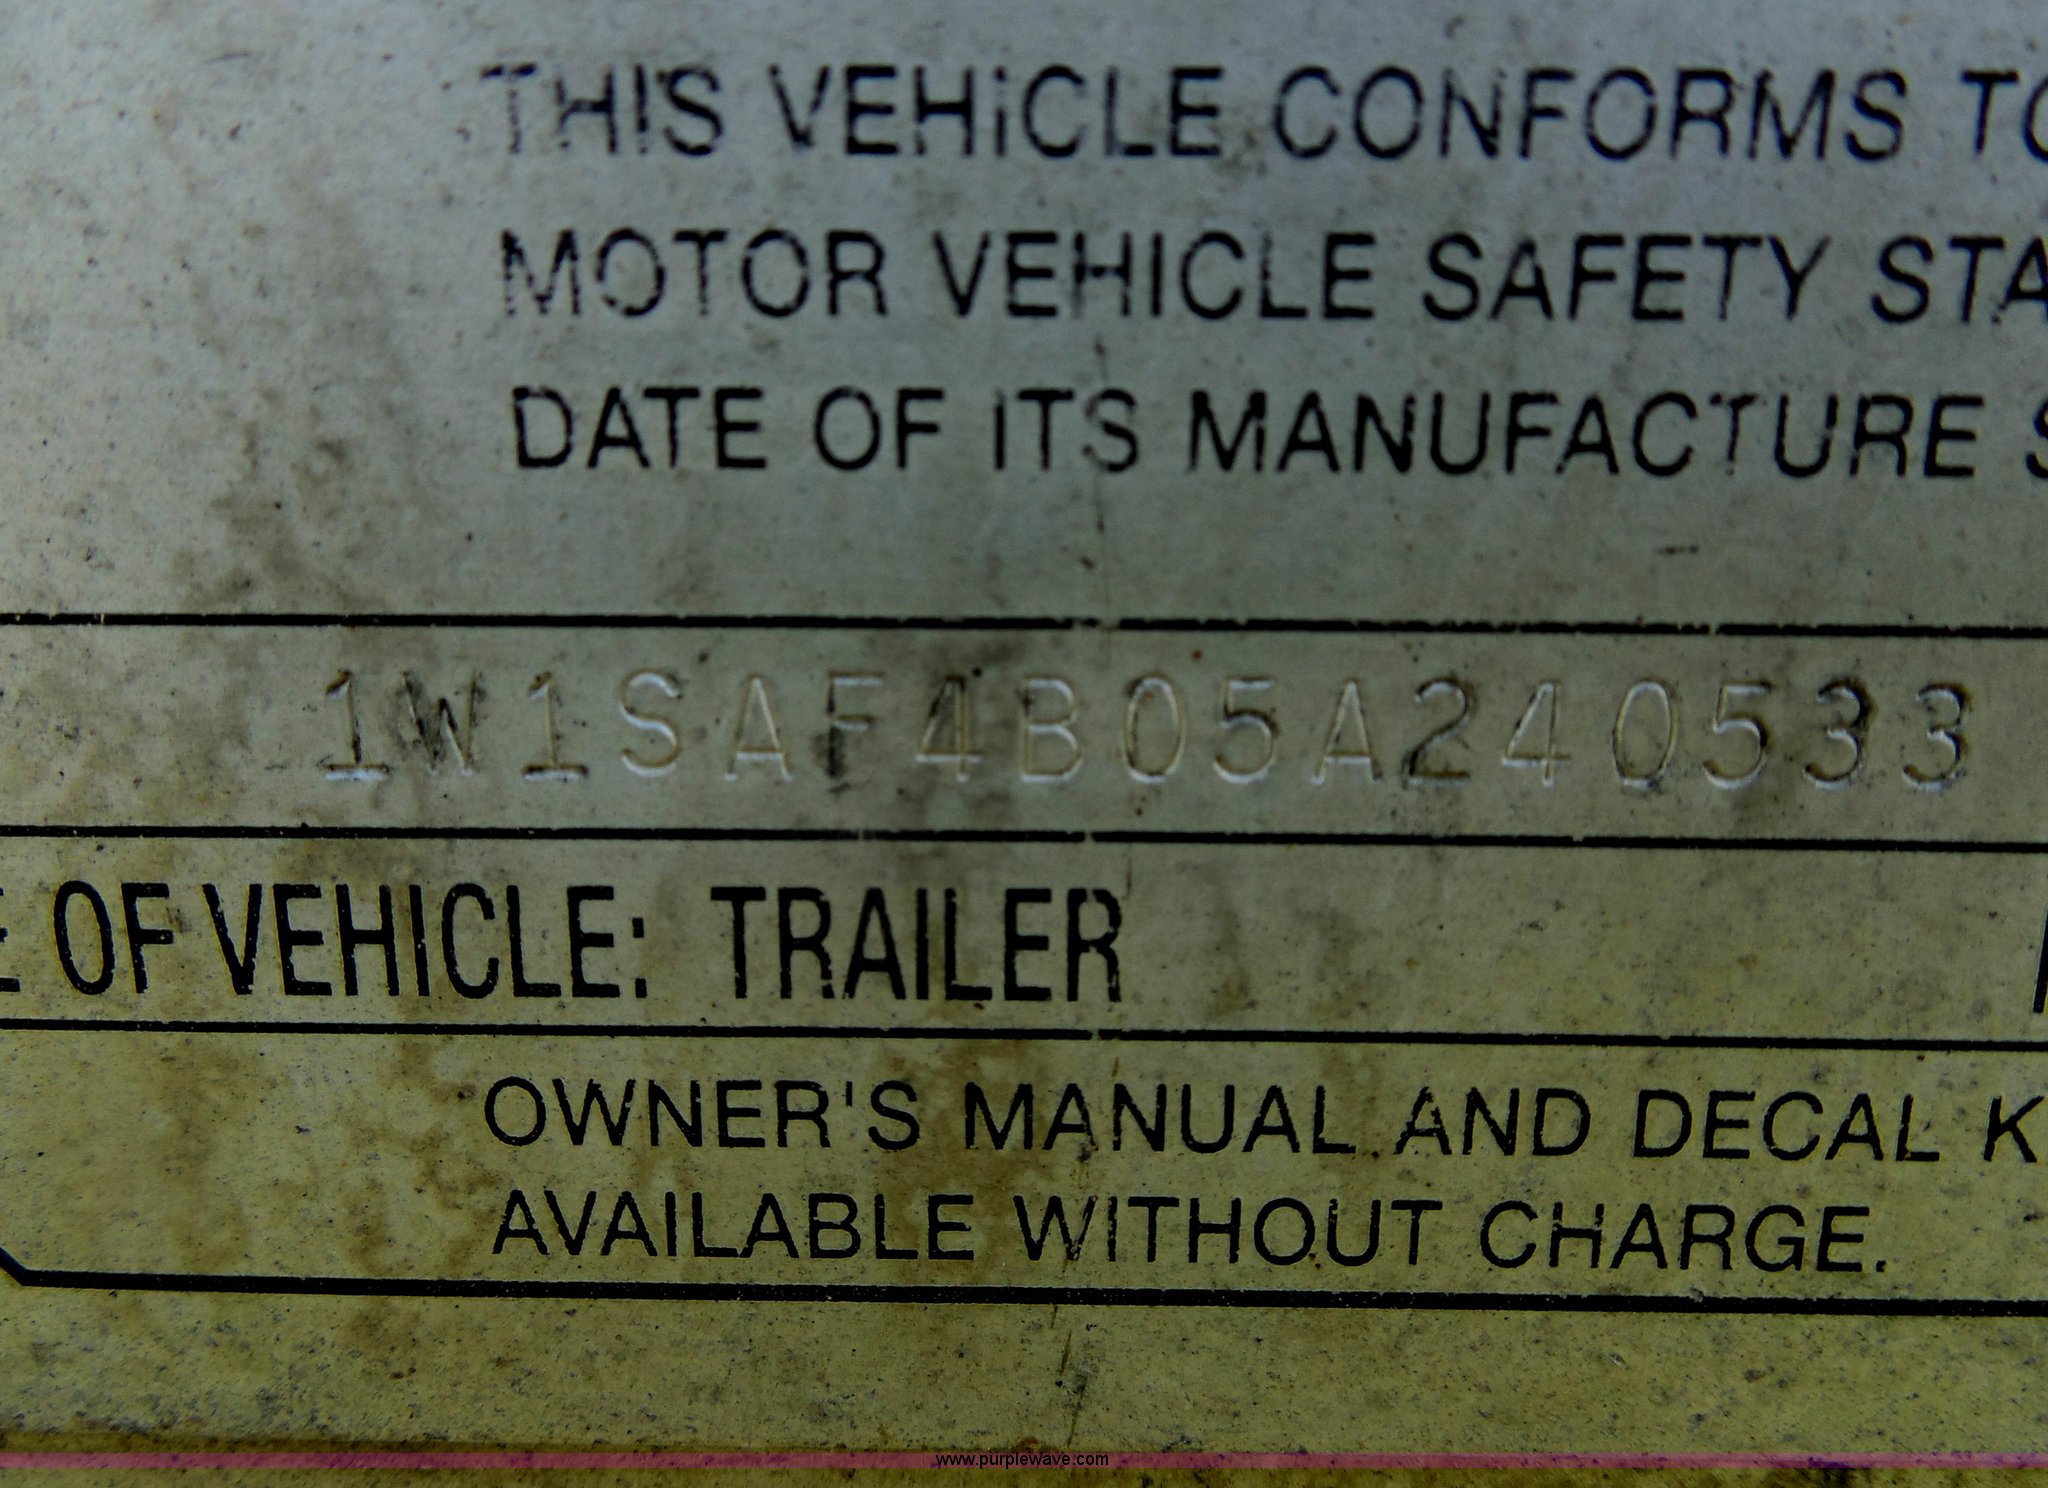 THIS VEHICLE CONFORMS TO
MOTOR VEHICLE SAFETY STA
DATE OF ITS MANUFACTURE S
1W1SAF4B05A240533
E OF VEHICLE: TRAILER
OWNER'S MANUAL AND DECAL K
AVAILABLE WITHOUT CHARGE.
www.purplewave.com